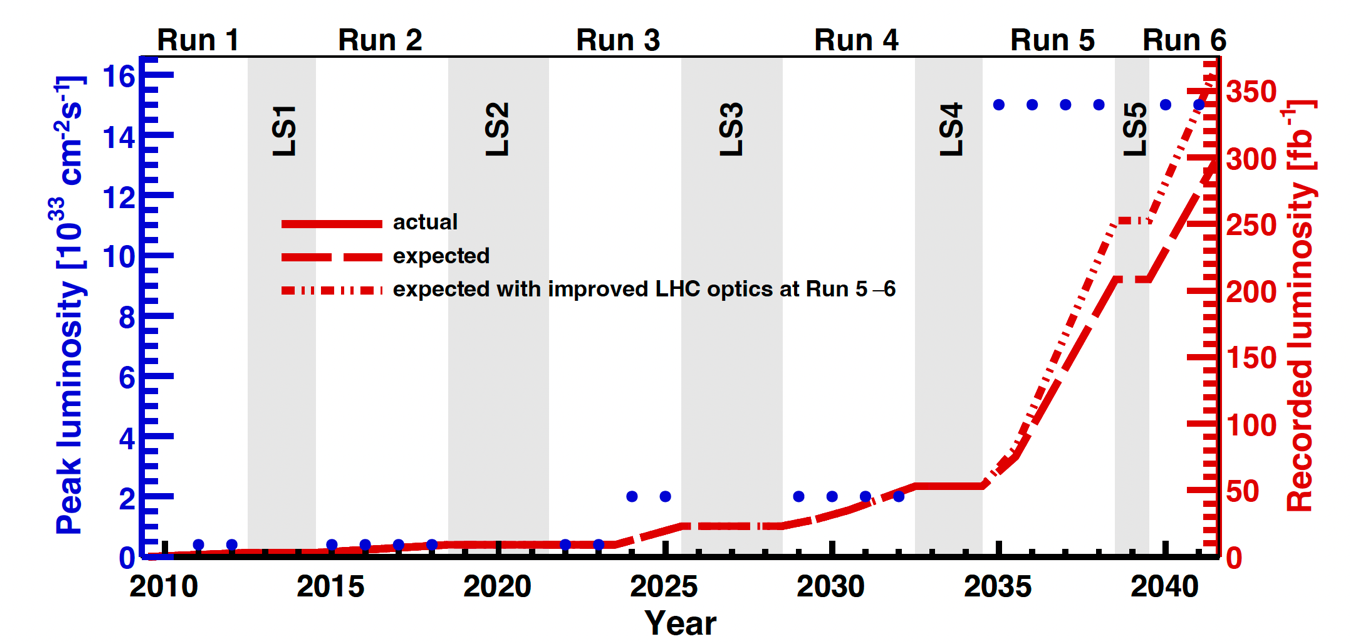 Run 1 Run 2 Run 3 Run 4 Run 5 Run 6
Peak luminosity [10³³ cm⁻²s⁻¹]
16
14
12
10
8
6
4
2
0
LS1 LS2 LS3 LS4 LS5
actual
expected
expected with improved LHC optics at Run 5–6
350
300
250
200
150
100
50
0
Recorded luminosity [fb⁻¹]
2010 2015 2020 2025 2030 2035 2040
Year